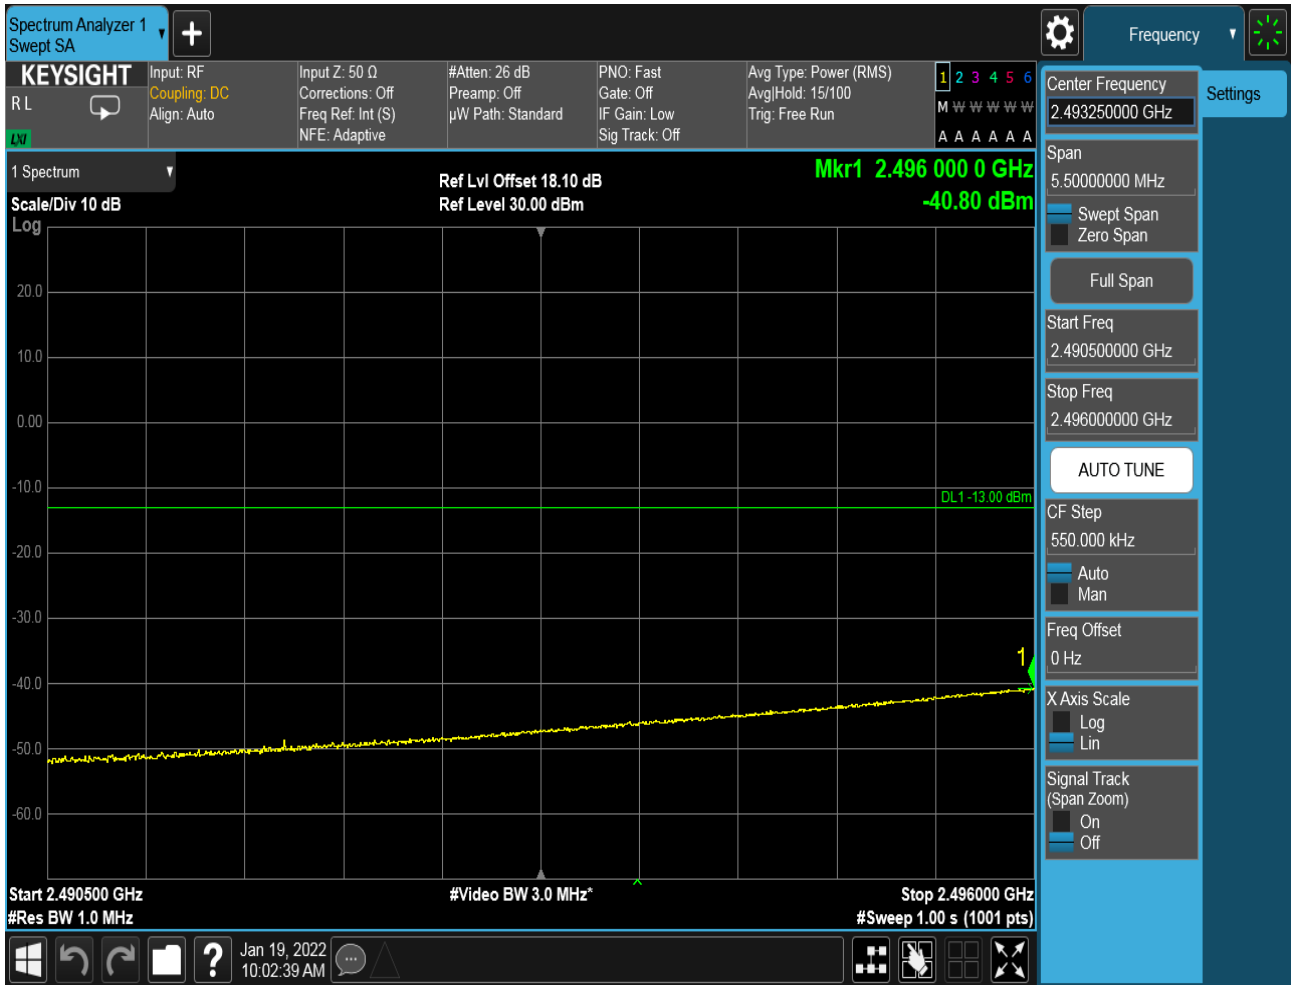 Spectrum Analyzer 1
Swept SA
Frequency
KEYSIGHT
R L
LXI
Input: RF
Coupling: DC
Align: Auto
Input Z: 50 Ω
Corrections: Off
Freq Ref: Int (S)
NFE: Adaptive
#Atten: 26 dB
Preamp: Off
µW Path: Standard
PNO: Fast
Gate: Off
IF Gain: Low
Sig Track: Off
Avg Type: Power (RMS)
Avg|Hold: 15/100
Trig: Free Run
1 2 3 4 5 6
M W W W W W
A A A A A A
1 Spectrum
Scale/Div 10 dB
Log
Ref Lvl Offset 18.10 dB
Ref Level 30.00 dBm
Mkr1 2.496 000 0 GHz
-40.80 dBm
20.0
10.0
0.00
-10.0
DL1 -13.00 dBm
-20.0
-30.0
1
-40.0
-50.0
-60.0
Start 2.490500 GHz
#Video BW 3.0 MHz*
Stop 2.496000 GHz
#Res BW 1.0 MHz
#Sweep 1.00 s (1001 pts)
Jan 19, 2022
10:02:39 AM
Center Frequency
2.493250000 GHz
Settings
Span
5.50000000 MHz
Swept Span
Zero Span
Full Span
Start Freq
2.490500000 GHz
Stop Freq
2.496000000 GHz
AUTO TUNE
CF Step
550.000 kHz
Auto
Man
Freq Offset
0 Hz
X Axis Scale
Log
Lin
Signal Track
(Span Zoom)
On
Off